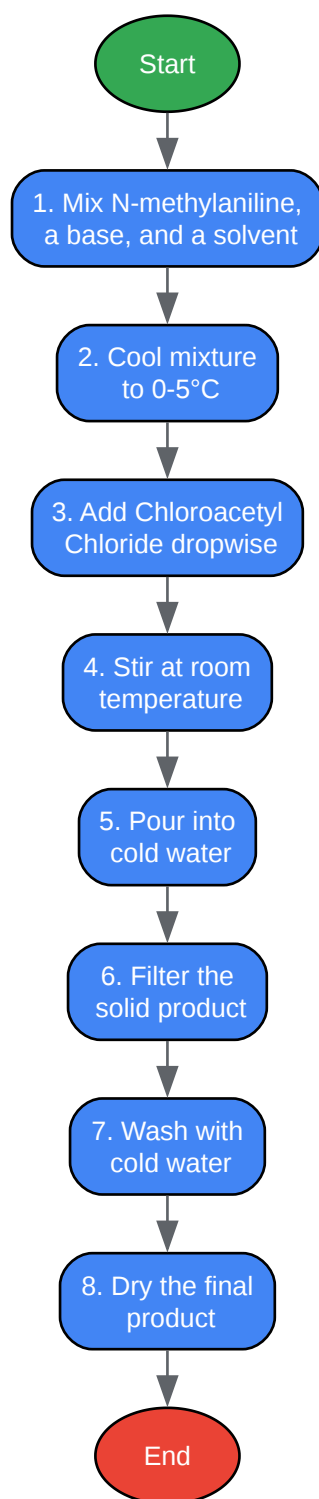 Start
1. Mix N-methylaniline,
a base, and a solvent
2. Cool mixture
to 0-5°C
3. Add Chloroacetyl
Chloride dropwise
4. Stir at room
temperature
5. Pour into
cold water
6. Filter the
solid product
7. Wash with
cold water
8. Dry the final
product
End